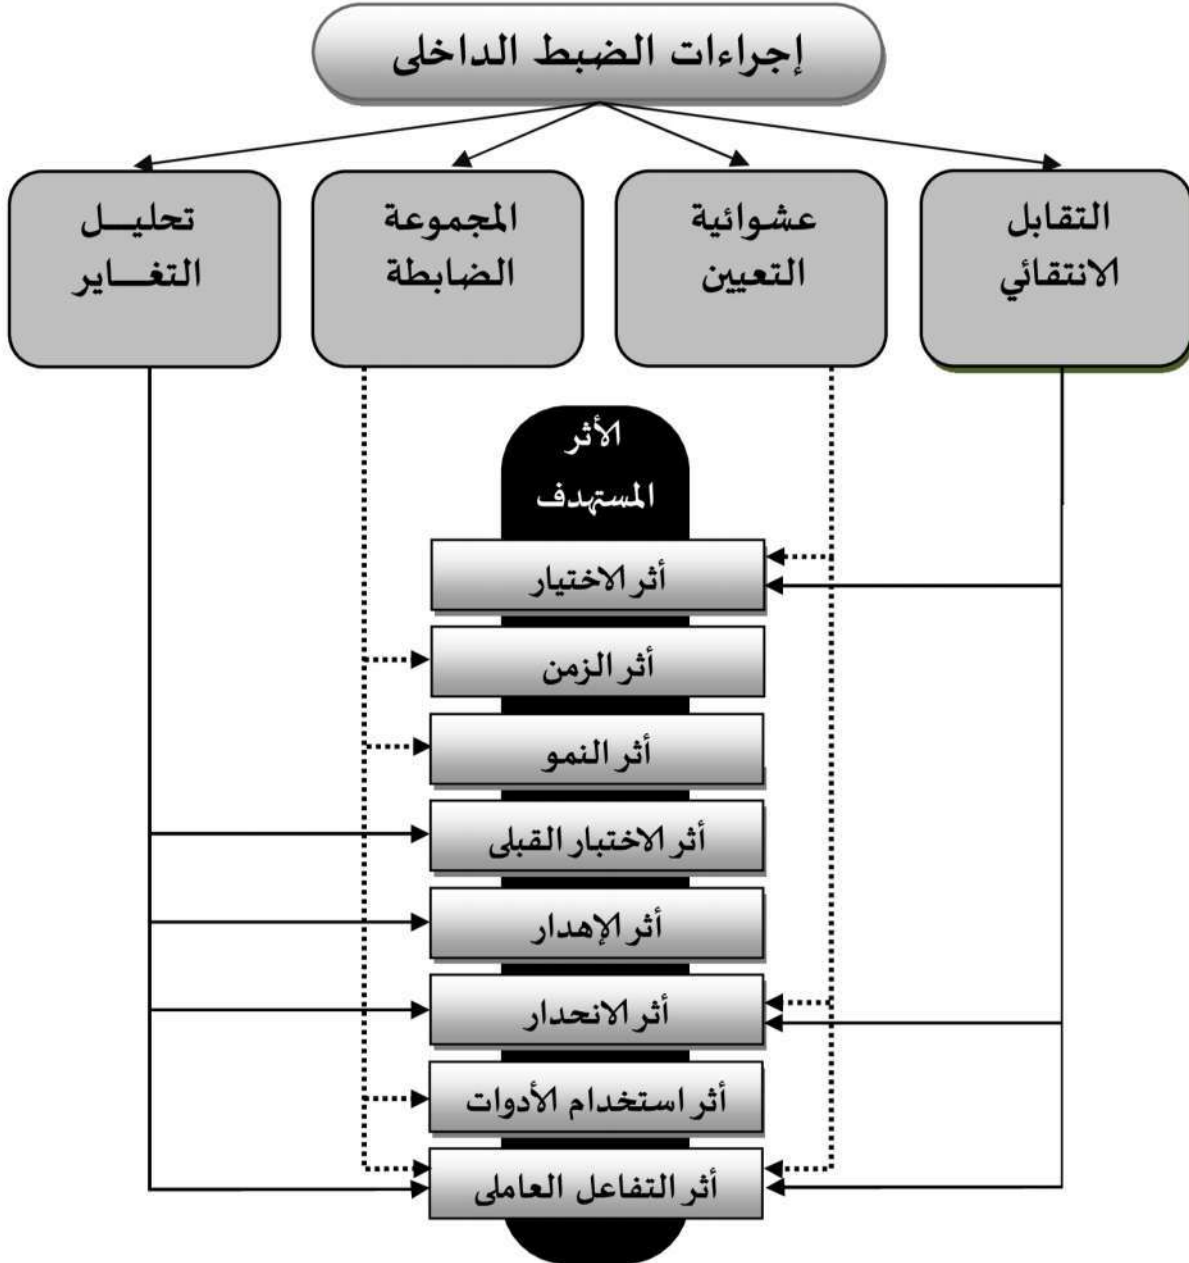 إجراءات الضبط الداخلى
التقابل
الانتقائي
عشوائية
التعيين
المجموعة
الضابطة
تحليـــل
التغـــاير
الأثر
المستهدف
أثر الاختيار
أثر الزمن
أثر النمو
أثر الاختبار القبلى
أثر الإهدار
أثر الانحدار
أثر استخدام الأدوات
أثر التفاعل العاملى